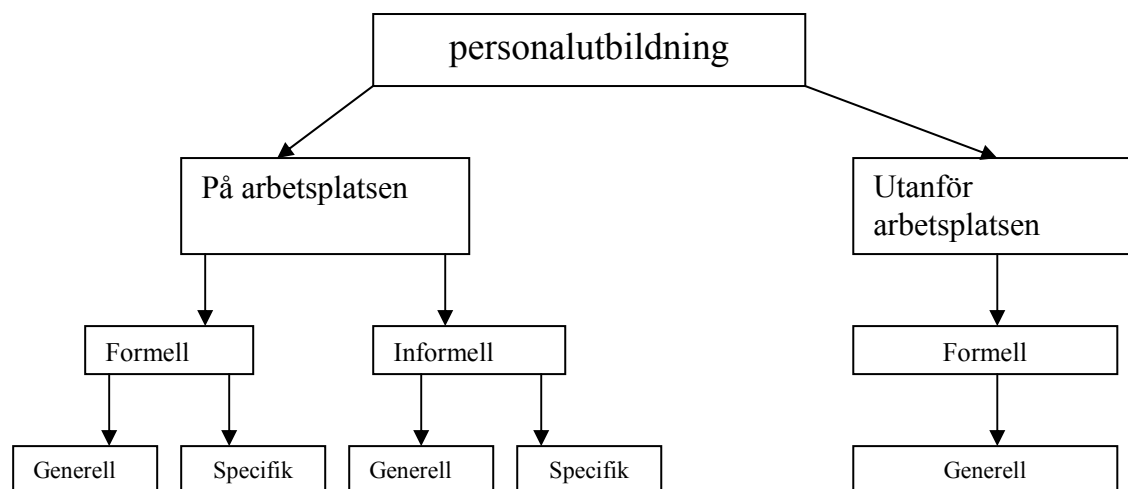 personalutbildning
På arbetsplatsen
Utanför
arbetsplatsen
Formell
Informell
Formell
Generell
Specifik
Generell
Specifik
Generell